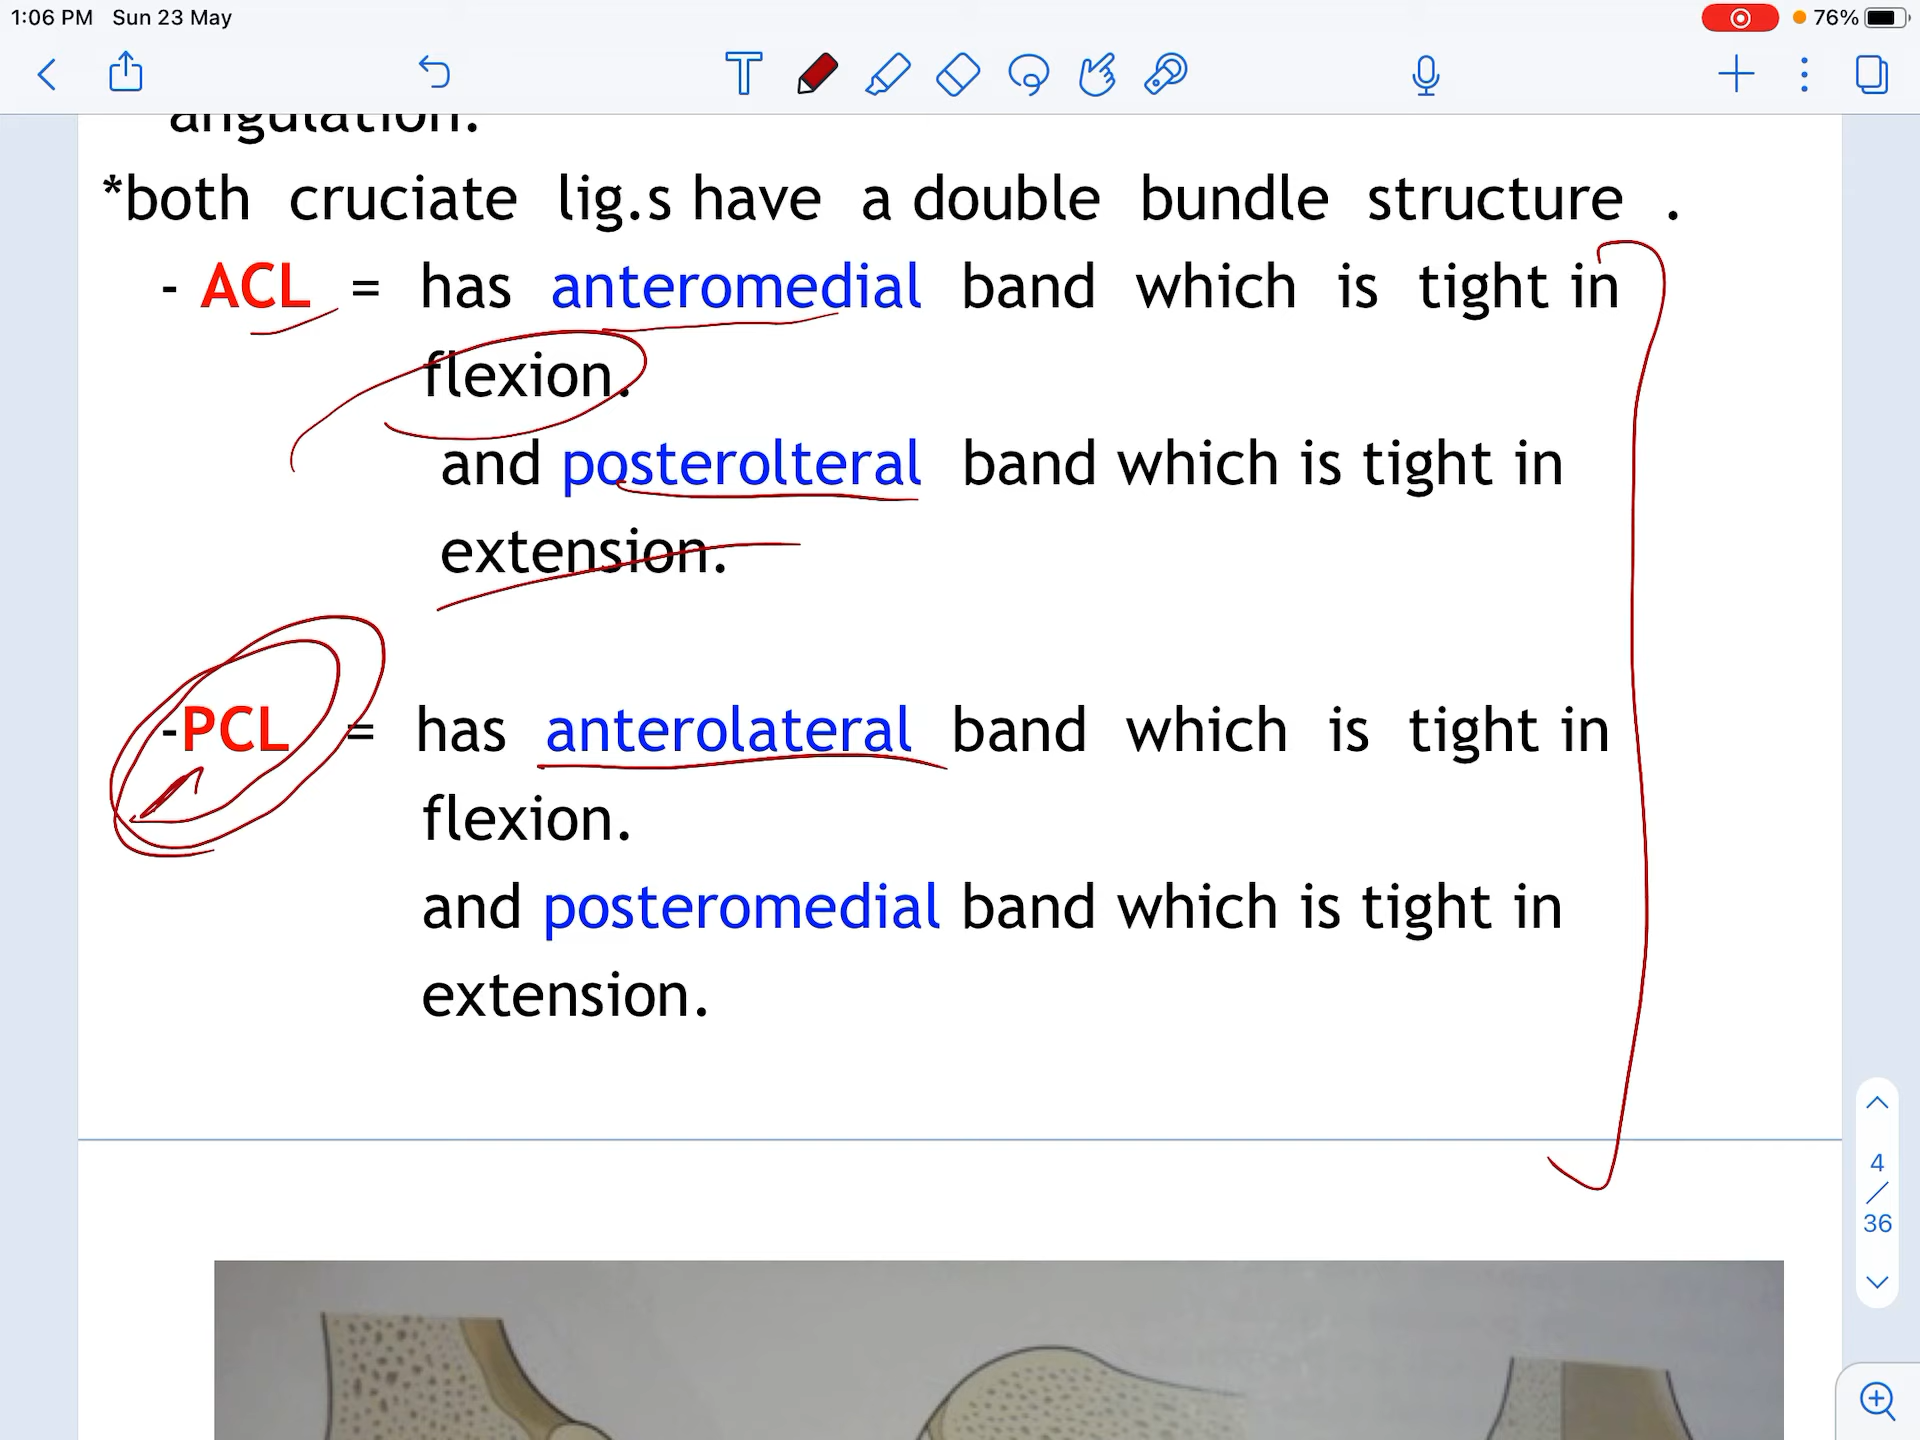 1:06 PM Sun 23 May
76%
angulation.
*both cruciate lig.s have a double bundle structure .
- ACL = has anteromedial band which is tight in
flexion.
and posterolteral band which is tight in
extension.
-PCL = has anterolateral band which is tight in
flexion.
and posteromedial band which is tight in
extension.
4
/
36